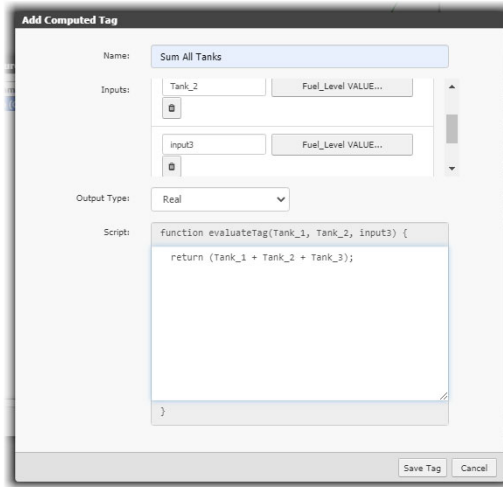 Add Computed Tag
Name: Sum All Tanks
Inputs: Tank_2 Fuel_Level VALUE...
input3 Fuel_Level VALUE...
Output Type: Real
Script: function evaluateTag(Tank_1, Tank_2, input3) {
return (Tank_1 + Tank_2 + Tank_3);
}
Save Tag Cancel